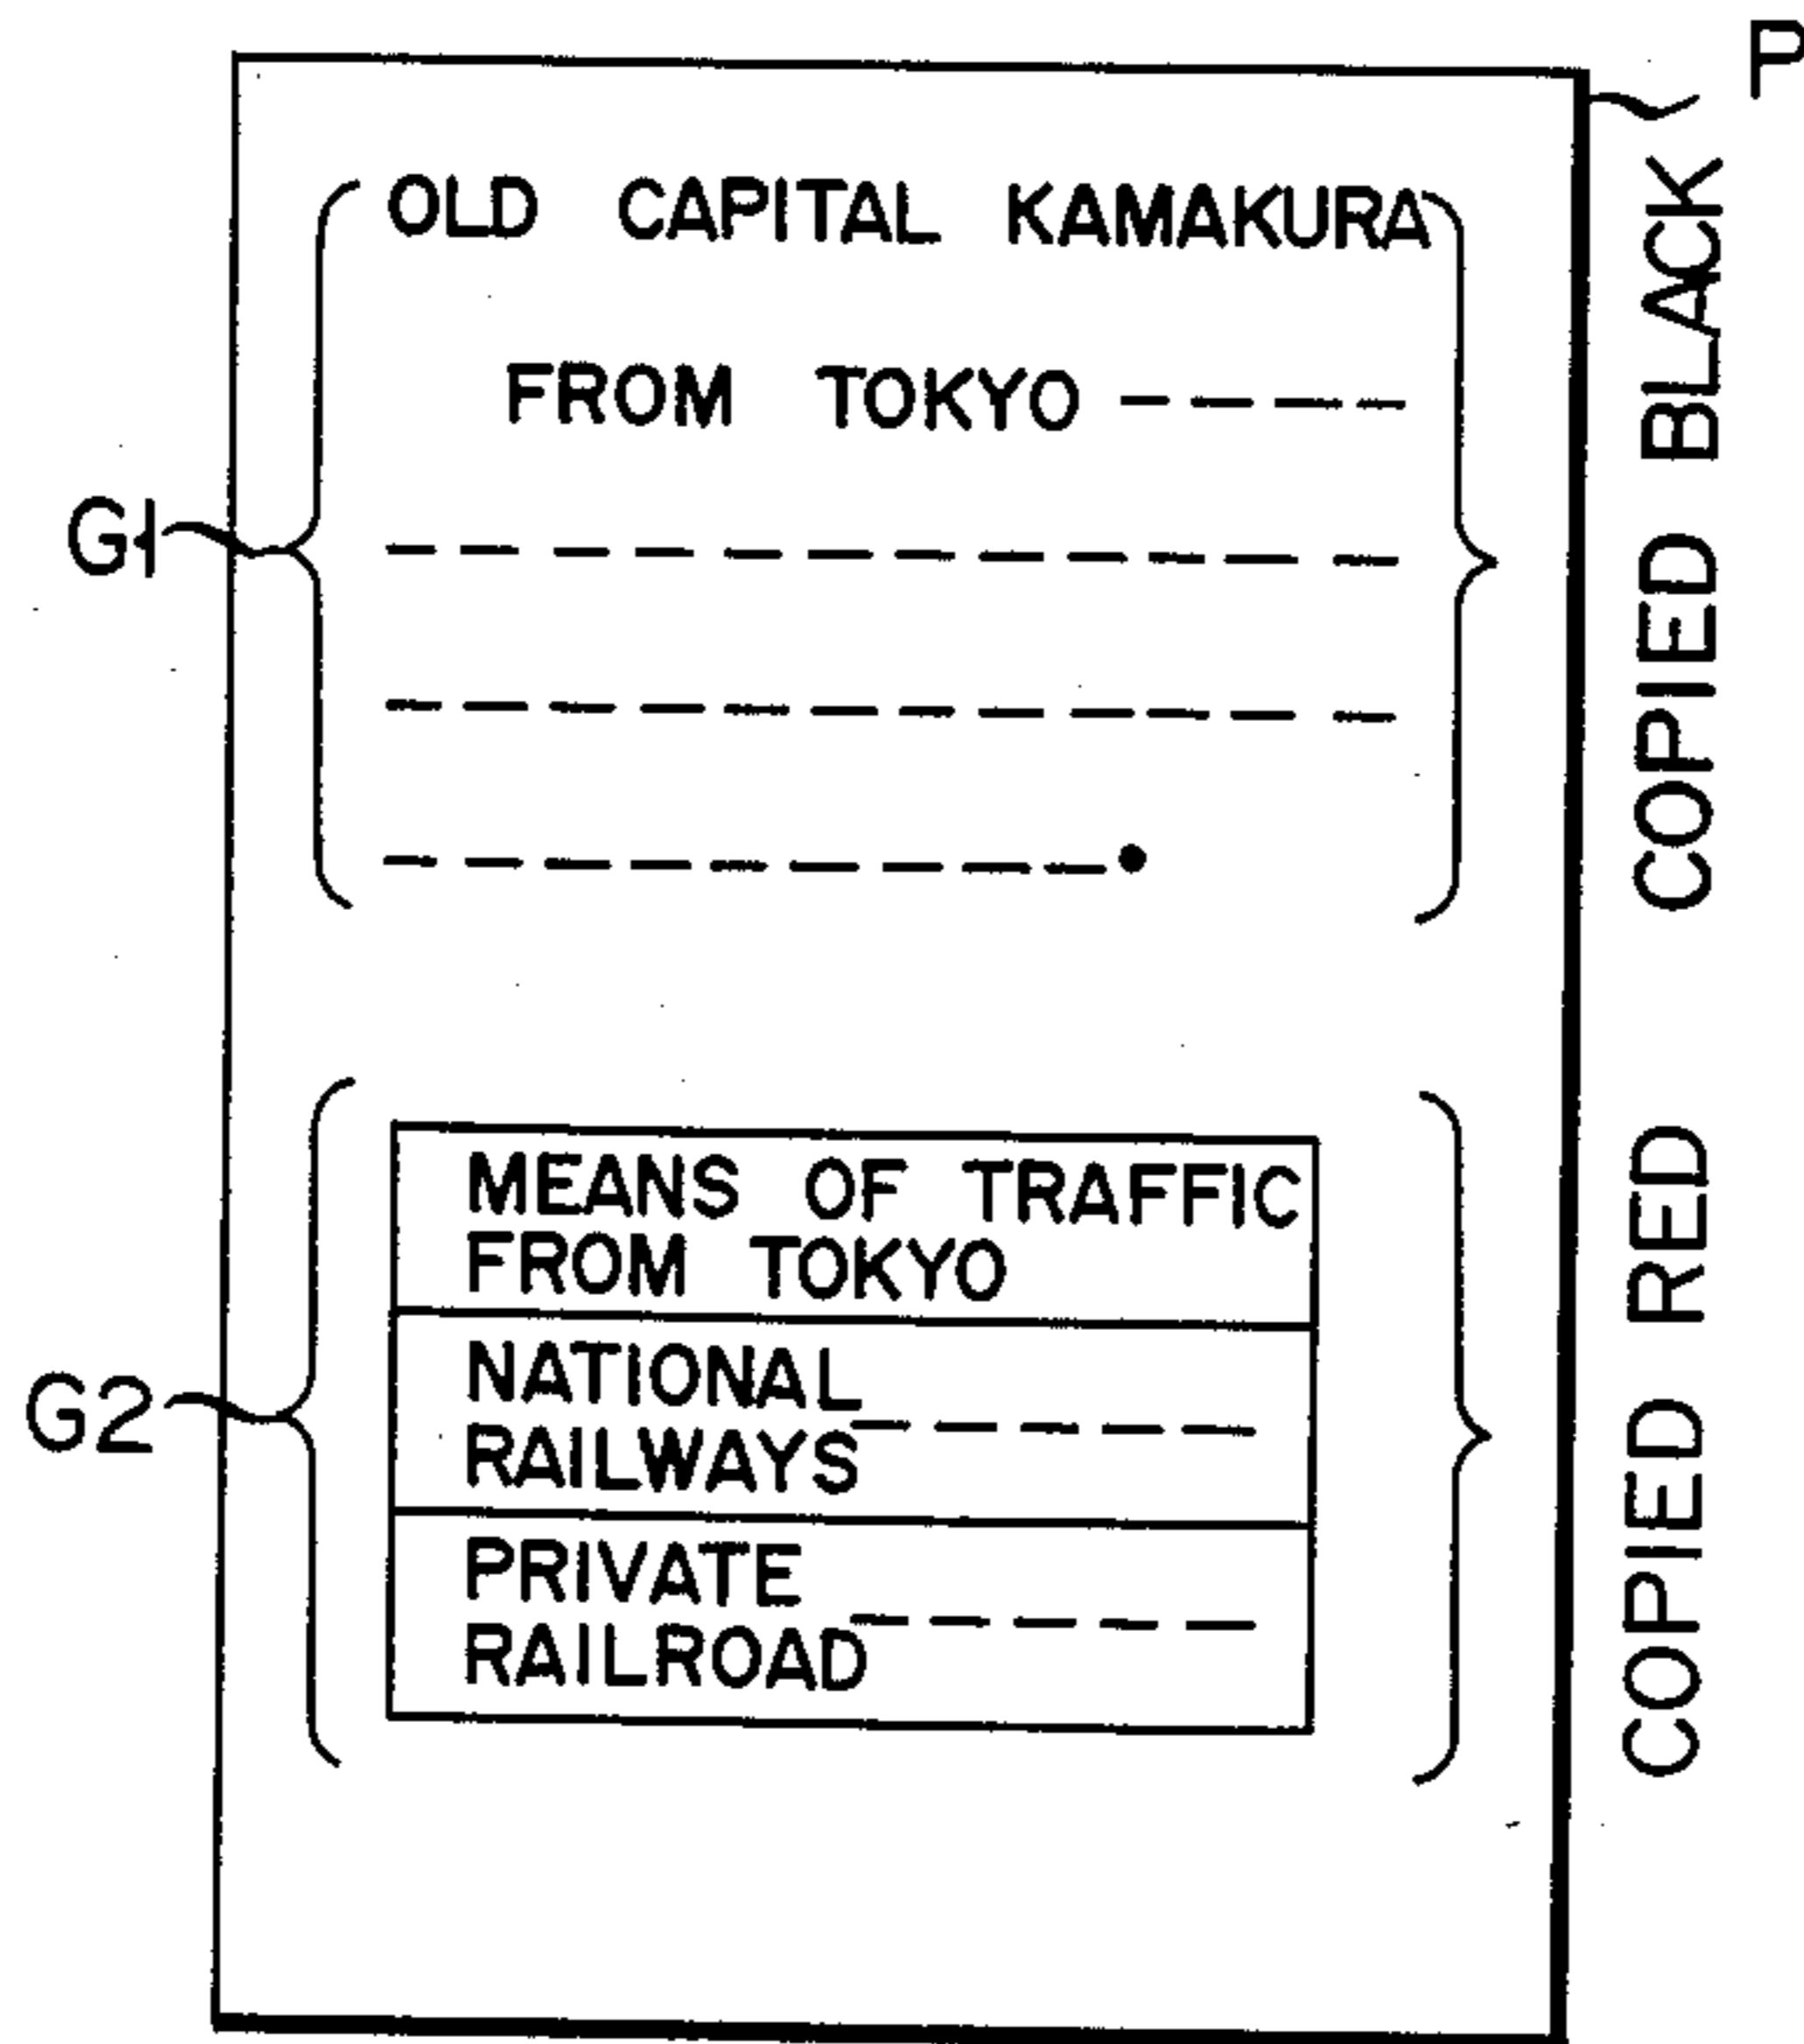 P
OLD CAPITAL KAMAKURA
FROM TOKYO
G1
COPIED BLACK
MEANS OF TRAFFIC
FROM TOKYO
NATIONAL
RAILWAYS
PRIVATE
RAILROAD
G2
COPIED RED